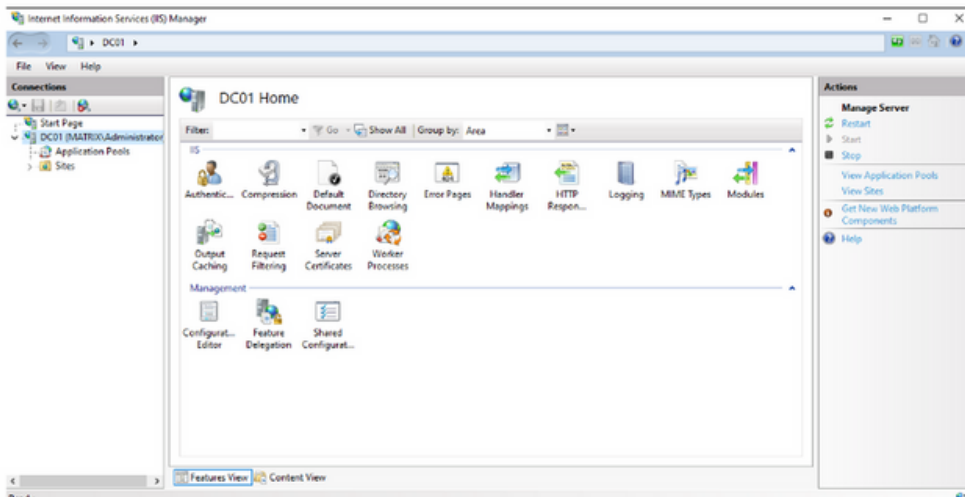 Internet Information Services (IIS) Manager
DC01
File View Help
Connections
Start Page
DC01 (MATRIX\Administrator
Application Pools
Sites
DC01 Home
Filter: Go Show All Group by: Area
IIS
Authentic... Compression Default Document Directory Browsing Error Pages Handler Mappings HTTP Respon... Logging MIME Types Modules
Output Caching Request Filtering Server Certificates Worker Processes
Management
Configurat... Editor Feature Delegation Shared Configurat...
Features View Content View
Actions
Manage Server
Restart
Start
Stop
View Application Pools
View Sites
Get New Web Platform
Components
Help